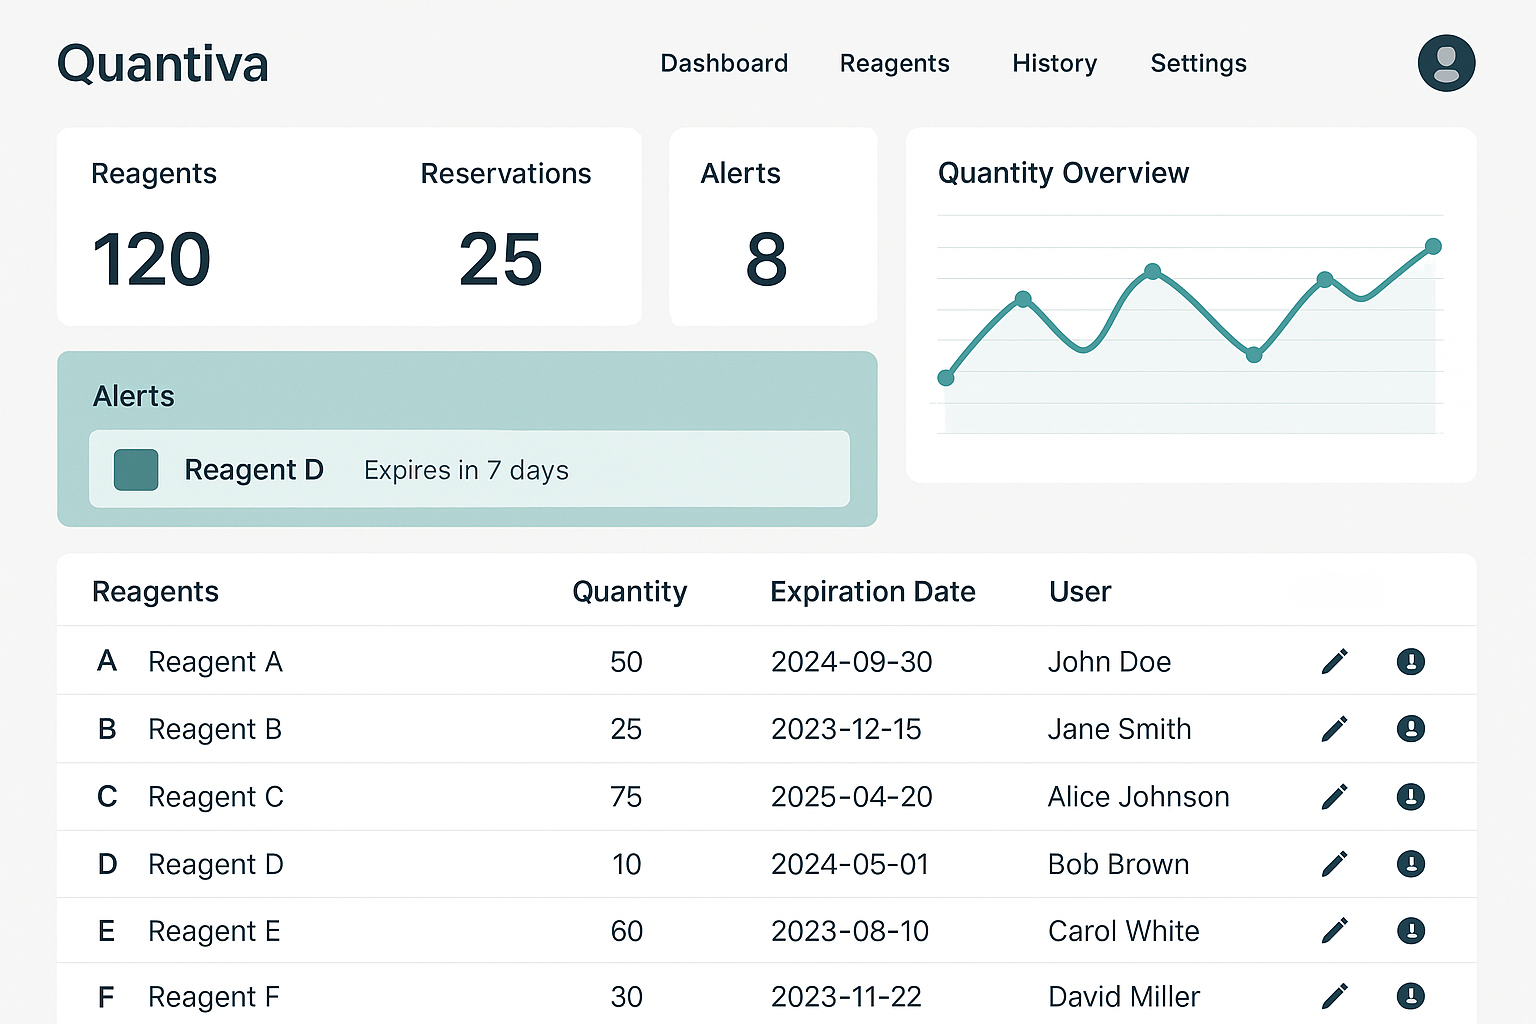 Quantiva
Dashboard Reagents History Settings
Reagents Reservations
120 25
Alerts
8
Quantity Overview
Alerts
Reagent D Expires in 7 days
Reagents Quantity Expiration Date User
A Reagent A 50 2024-09-30 John Doe
B Reagent B 25 2023-12-15 Jane Smith
C Reagent C 75 2025-04-20 Alice Johnson
D Reagent D 10 2024-05-01 Bob Brown
E Reagent E 60 2023-08-10 Carol White
F Reagent F 30 2023-11-22 David Miller